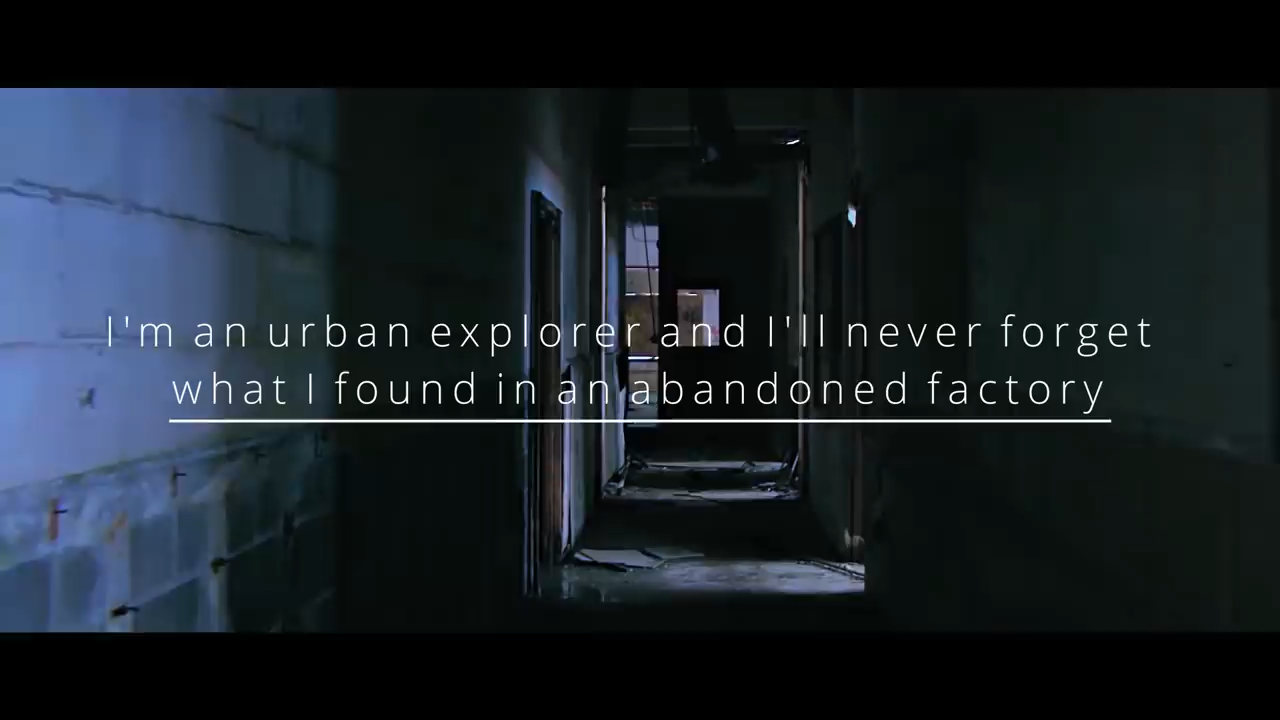 I'm an urban explorer and I'll never forget
what I found in an abandoned factory